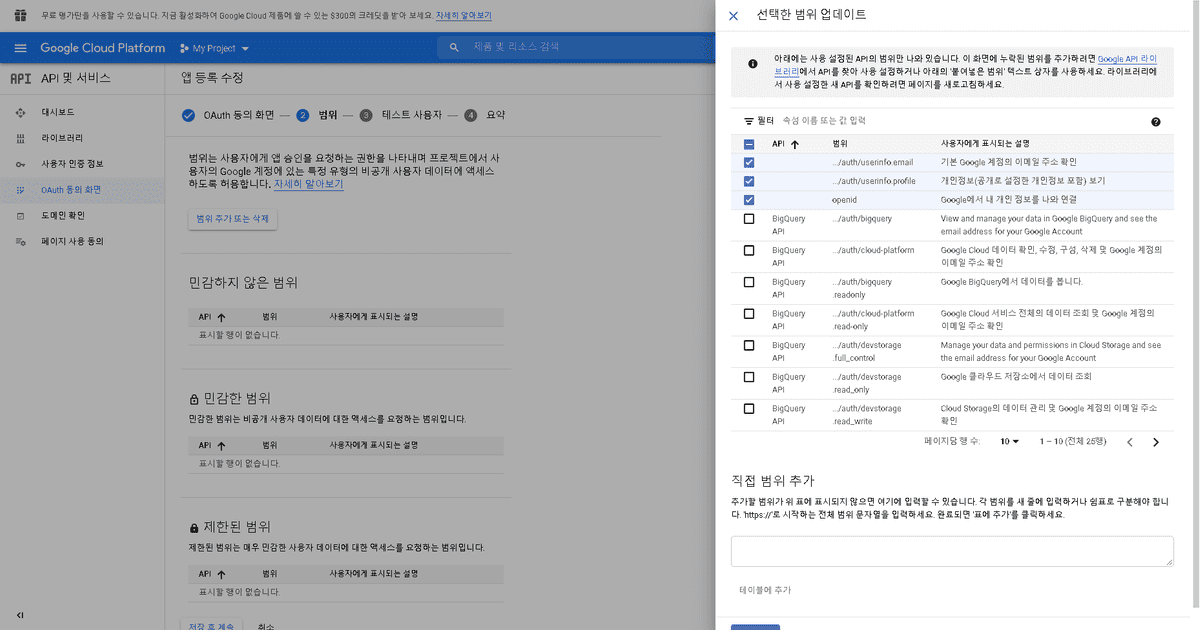 무료 평가판을 사용할 수 있습니다. 지금 활성화하여 Google Cloud 제품에 쓸 수 있는 $300의 크레딧을 받아 보세요. 자세히 알아보기
Google Cloud Platform
My Project
제품 및 리소스 검색
API API 및 서비스
대시보드
라이브러리
사용자 인증 정보
OAuth 동의 화면
도메인 확인
페이지 사용 동의
앱 등록 수정
OAuth 동의 화면 — 2 범위 — 3 테스트 사용자 — 4 요약
범위는 사용자에게 앱 승인을 요청하는 권한을 나타내며 프로젝트에서 사
용자의 Google 계정에 있는 특정 유형의 비공개 사용자 데이터에 액세스
하도록 허용합니다. 자세히 알아보기
범위 추가 또는 삭제
민감하지 않은 범위
API 범위 사용자에게 표시되는 설명
표시할 행이 없습니다.
민감한 범위
민감한 범위는 비공개 사용자 데이터에 대한 액세스를 요청하는 범위입니다.
API 범위 사용자에게 표시되는 설명
표시할 행이 없습니다.
제한된 범위
제한된 범위는 매우 민감한 사용자 데이터에 대한 액세스를 요청하는 범위입니다.
API 범위 사용자에게 표시되는 설명
표시할 행이 없습니다.
저장 후 계속 취소
선택한 범위 업데이트
아래에는 사용 설정된 API의 범위만 나와 있습니다. 이 화면에 누락된 범위를 추가하려면 Google API 라이
브러리에서 API를 찾아 사용 설정하거나 아래의 '붙여넣은 범위' 텍스트 상자를 사용하세요. 라이브러리에
서 사용 설정한 새 API를 확인하려면 페이지를 새로고침하세요.
필터 속성 이름 또는 값 입력
API 범위 사용자에게 표시되는 설명
.../auth/userinfo.email 기본 Google 계정의 이메일 주소 확인
.../auth/userinfo.profile 개인정보(공개로 설정한 개인정보 포함) 보기
openid Google에서 내 개인 정보를 나와 연결
BigQuery API .../auth/bigquery View and manage your data in Google BigQuery and see the
email address for your Google Account
BigQuery API .../auth/cloud-platform Google Cloud 데이터 확인, 수정, 구성, 삭제 및 Google 계정의
이메일 주소 확인
BigQuery API .../auth/bigquery.readonly Google BigQuery에서 데이터를 봅니다.
BigQuery API .../auth/cloud-platform.read-only Google Cloud 서비스 전체의 데이터 조회 및 Google 계정의
이메일 주소 확인
BigQuery API .../auth/devstorage.full_control Manage your data and permissions in Cloud Storage and see
the email address for your Google Account
BigQuery API .../auth/devstorage.read_only Google 클라우드 저장소에서 데이터 조회
BigQuery API .../auth/devstorage.read_write Cloud Storage의 데이터 관리 및 Google 계정의 이메일 주소
확인
페이지당 행 수: 10 1 – 10 (전체 25행)
직접 범위 추가
추가할 범위가 위 표에 표시되지 않으면 여기에 입력할 수 있습니다. 각 범위를 새 줄에 입력하거나 쉼표로 구분해야 합니
다. 'https://'로 시작하는 전체 범위 문자열을 입력하세요. 완료되면 '표에 추가'를 클릭하세요.
테이블에 추가